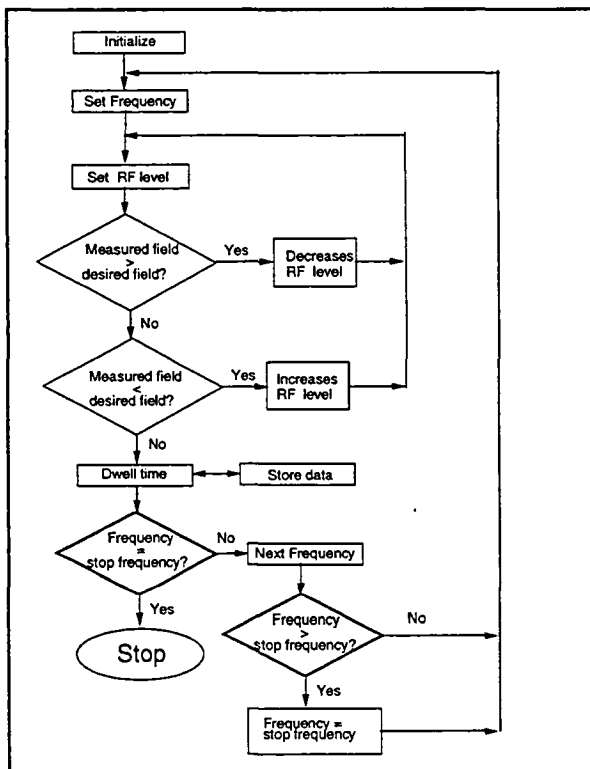 Initialize
Set Frequency
Set RF level
Measured field
>
desired field?
Yes
Decreases
RF level
No
Measured field
<
desired field?
Yes
Increases
RF level
No
Dwell time
Store data
Frequency
=
stop frequency?
No
Next Frequency
Yes
Stop
Frequency
>
stop frequency?
No
Yes
Frequency =
stop frequency